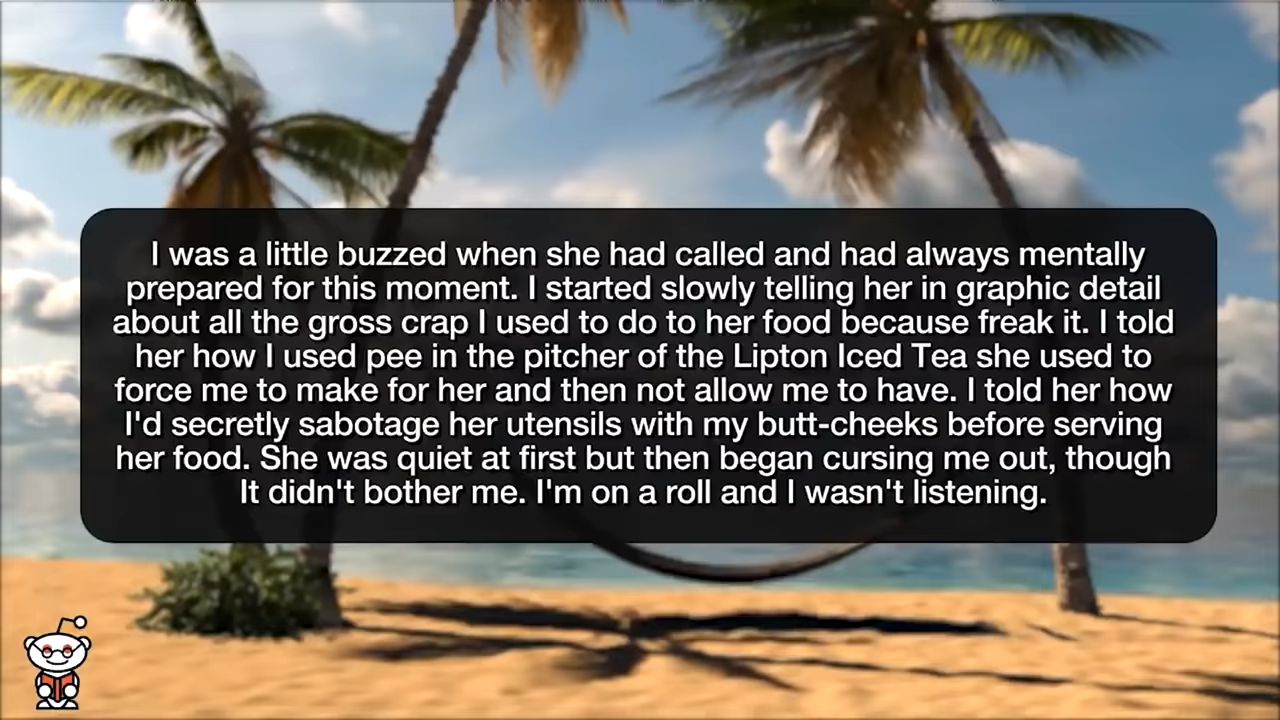 I was a little buzzed when she had called and had always mentally
prepared for this moment. I started slowly telling her in graphic detail
about all the gross crap I used to do to her food because freak it. I told
her how I used pee in the pitcher of the Lipton Iced Tea she used to
force me to make for her and then not allow me to have. I told her how
I'd secretly sabotage her utensils with my butt-cheeks before serving
her food. She was quiet at first but then began cursing me out, though
It didn't bother me. I'm on a roll and I wasn't listening.